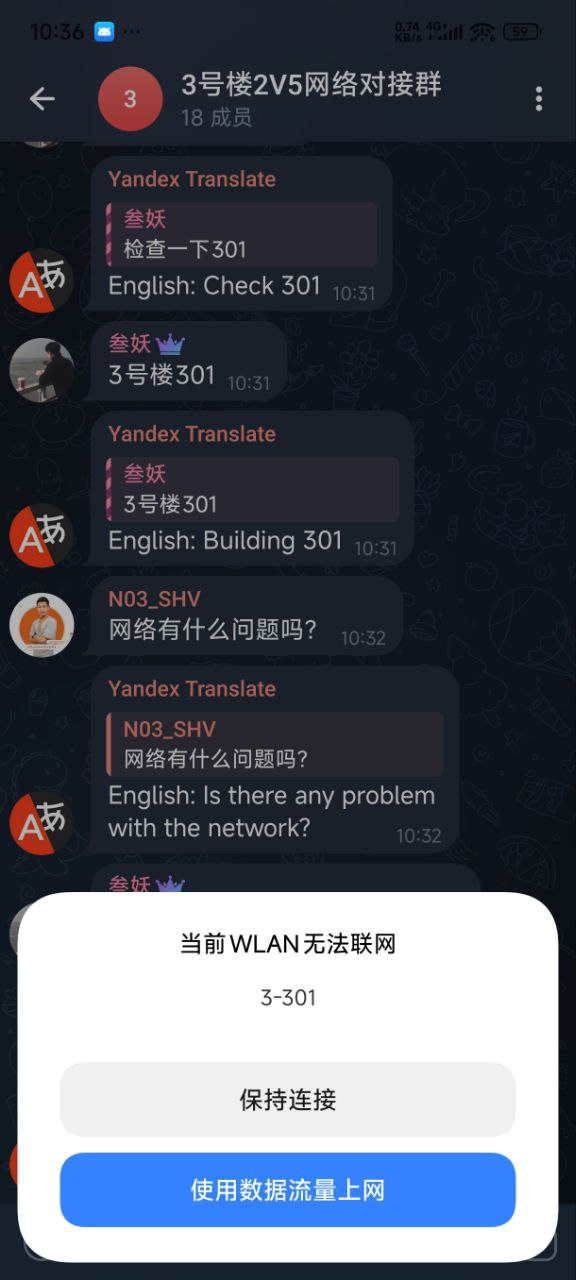 10:36
0.74
KB/s
4G+
59
3
3号楼2V5网络对接群
18 成员
Yandex Translate
叁妖
检查一下301
English: Check 301 10:31
叁妖
3号楼301 10:31
Yandex Translate
叁妖
3号楼301
English: Building 301 10:31
N03_SHV
网络有什么问题吗? 10:32
Yandex Translate
N03_SHV
网络有什么问题吗?
English: Is there any problem
with the network? 10:32
叁妖
当前WLAN无法联网
3-301
保持连接
使用数据流量上网